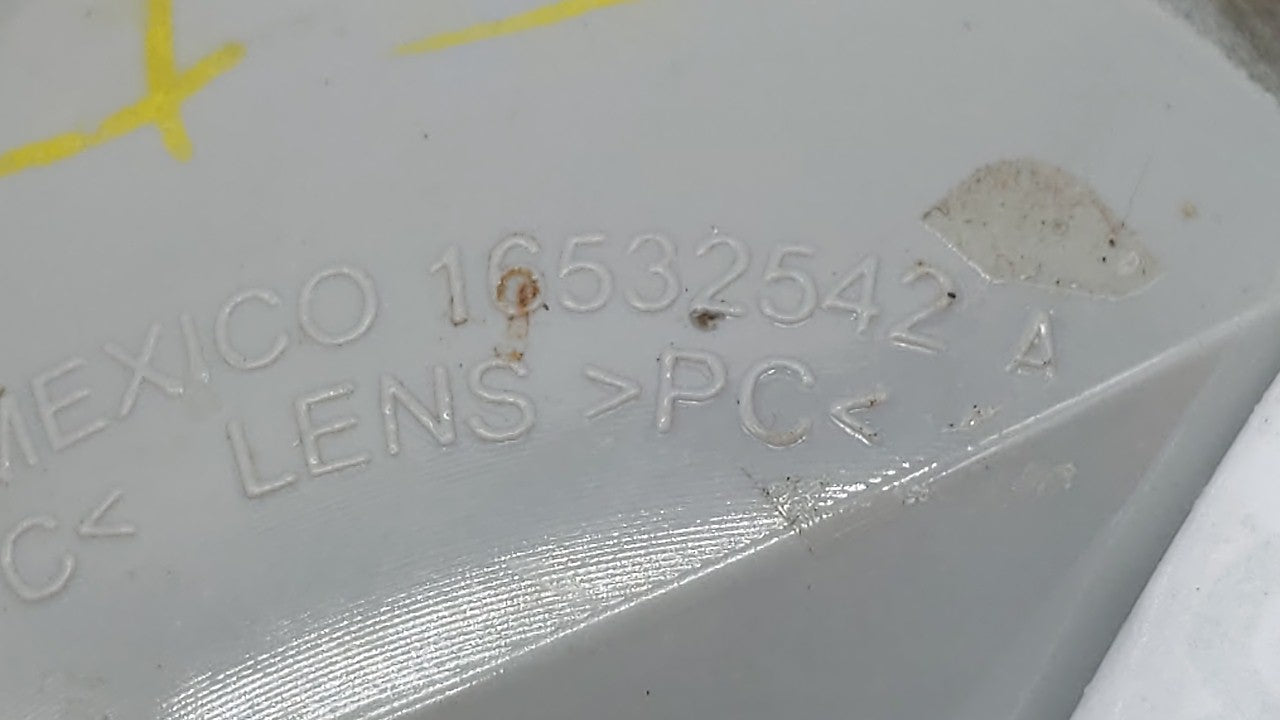 MEXICO 16532542 A
C< LENS >PC<